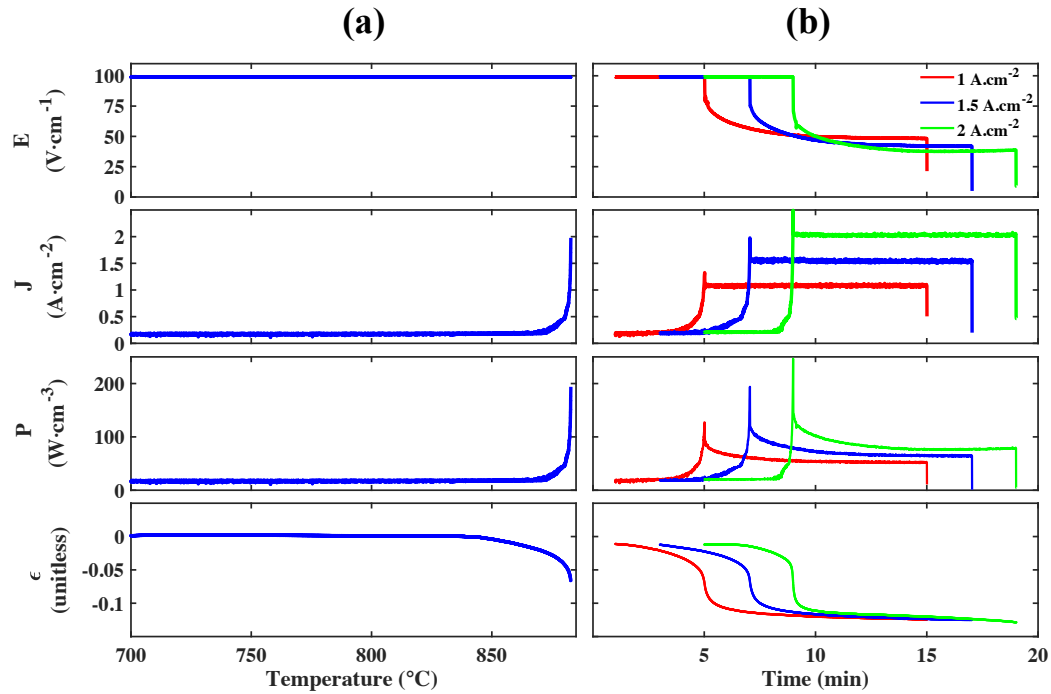 (a)
(b)
E
(V·cm⁻¹)
100
75
50
25
0
1 A.cm⁻²
1.5 A.cm⁻²
2 A.cm⁻²
J
(A·cm⁻²)
2
1.5
1
0.5
0
P
(W·cm⁻³)
200
100
0
ϵ
(unitless)
0
-0.05
-0.1
700
750
800
850
5
10
15
20
Temperature (°C)
Time (min)